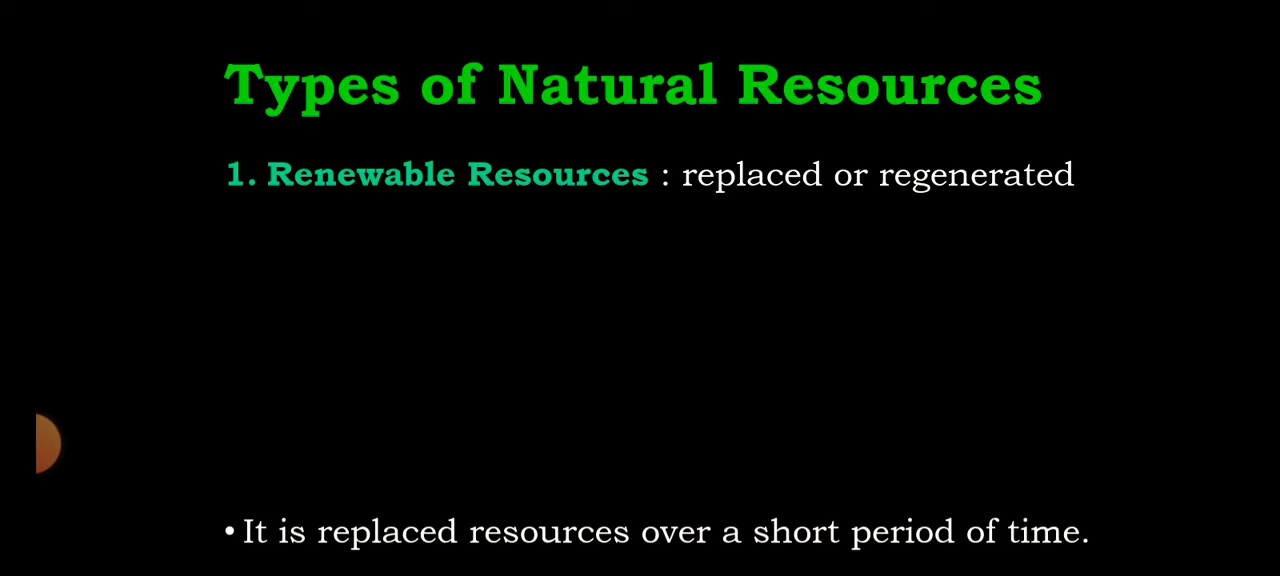 Types of Natural Resources
1. Renewable Resources : replaced or regenerated
• It is replaced resources over a short period of time.